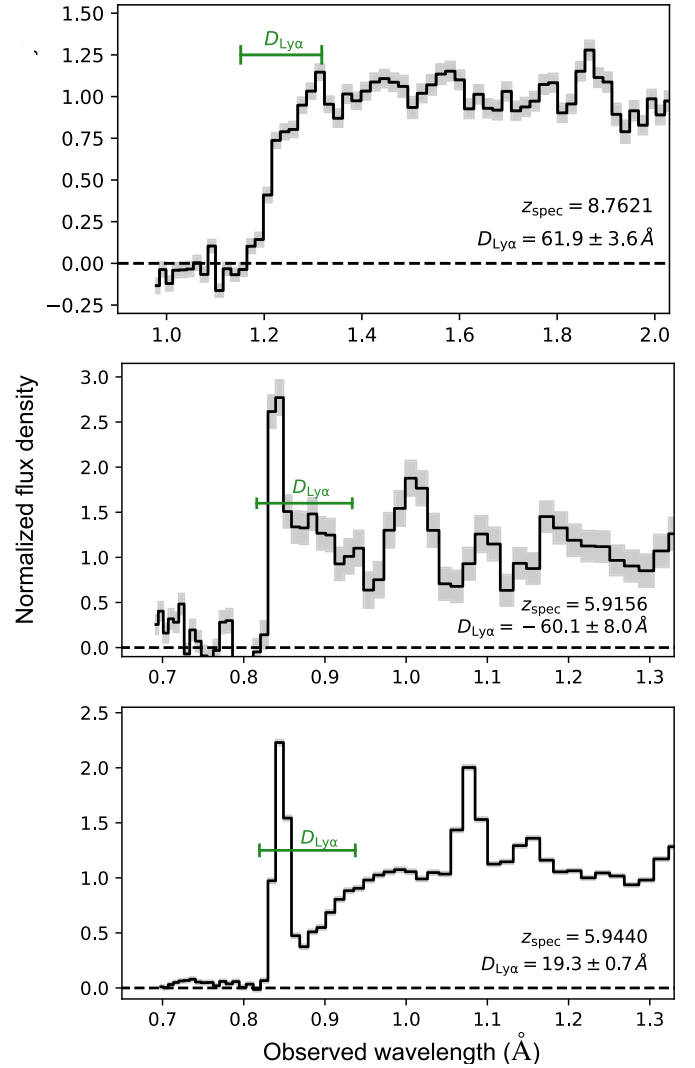 1.50
1.25
1.00
0.75
0.50
0.25
0.00
−0.25
D_Lyα
z_spec = 8.7621
D_Lyα = 61.9 ± 3.6 Å
1.0 1.2 1.4 1.6 1.8 2.0
Normalized flux density
3.0
2.5
2.0
1.5
1.0
0.5
0.0
D_Lyα
z_spec = 5.9156
D_Lyα = − 60.1 ± 8.0 Å
0.7 0.8 0.9 1.0 1.1 1.2 1.3
2.5
2.0
1.5
1.0
0.5
0.0
D_Lyα
z_spec = 5.9440
D_Lyα = 19.3 ± 0.7 Å
0.7 0.8 0.9 1.0 1.1 1.2 1.3
Observed wavelength (Å)